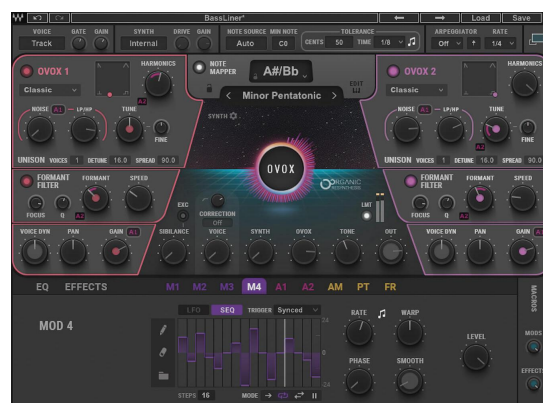 BassLiner*
Load Save
VOICE SYNTH NOTE SOURCE MIN NOTE TOLERANCE ARPEGGIATOR
Track GATE GAIN Internal DRIVE GAIN Auto C0 CENTS 50 TIME 1/8 Off RATE 1/4
OVOX 1 HARMONICS NOTE MAPPER A#/Bb OVOX 2 HARMONICS
Classic A2 EDIT Classic
Minor Pentatonic
NOISE A1 LP/HP TUNE SYNTH NOISE A1 LP/HP TUNE
FINE A2 FINE
UNISON VOICES 1 DETUNE 16.0 SPREAD 90.0 OVOX UNISON VOICES 1 DETUNE 16.0 SPREAD 90.0
FORMANT FILTER FORMANT SPEED ORGANIC RESYNTHESIS FORMANT FILTER FORMANT SPEED
FOCUS Q A2 EXC CORRECTION Off LMT FOCUS Q A2
VOICE DYN PAN GAIN A1 SIBILANCE VOICE SYNTH OVOX TONE OUT VOICE DYN PAN GAIN A1
EQ EFFECTS M1 M2 M3 M4 A1 A2 AM PT FR
MACROS
MOD 4 LFO SEQ TRIGGER Synced RATE WARP
24
LEVEL MODS
0
PHASE SMOOTH EFFECTS
-24
STEPS 16 MODE